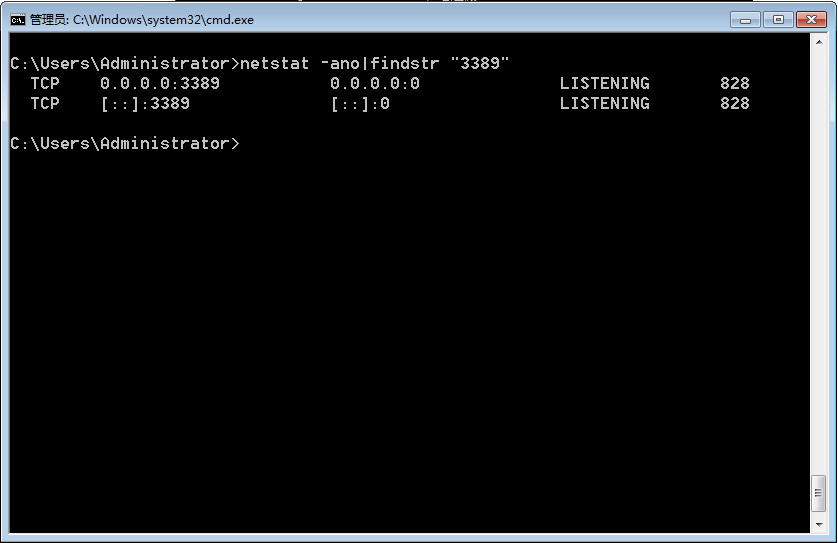 管理员: C:\Windows\system32\cmd.exe
C:\Users\Administrator>netstat -ano|findstr "3389"
TCP 0.0.0.0:3389 0.0.0.0:0 LISTENING 828
TCP [::]:3389 [::]:0 LISTENING 828
C:\Users\Administrator>